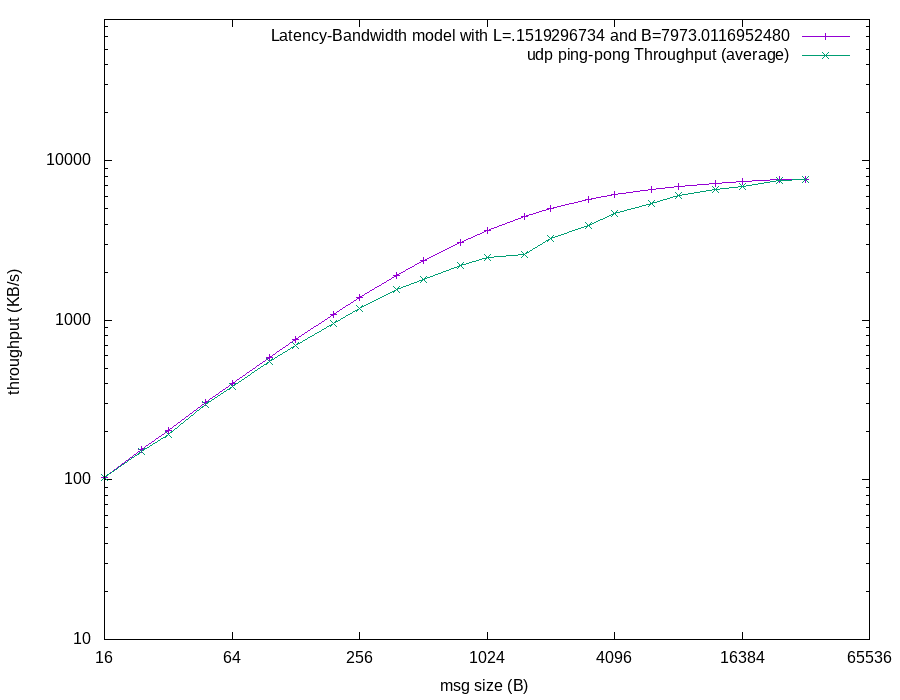 Latency-Bandwidth model with L=.1519296734 and B=7973.0116952480
udp ping-pong Throughput (average)
10000
1000
100
10
throughput (KB/s)
16 64 256 1024 4096 16384 65536
msg size (B)